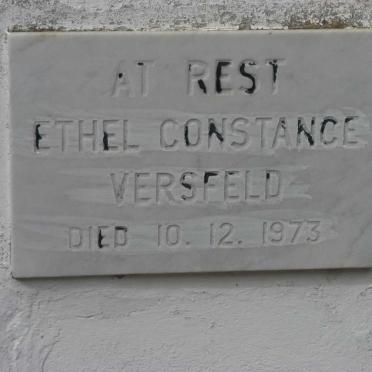 AT REST
ETHEL CONSTANCE
VERSFELD
DIED 10. 12. 1973